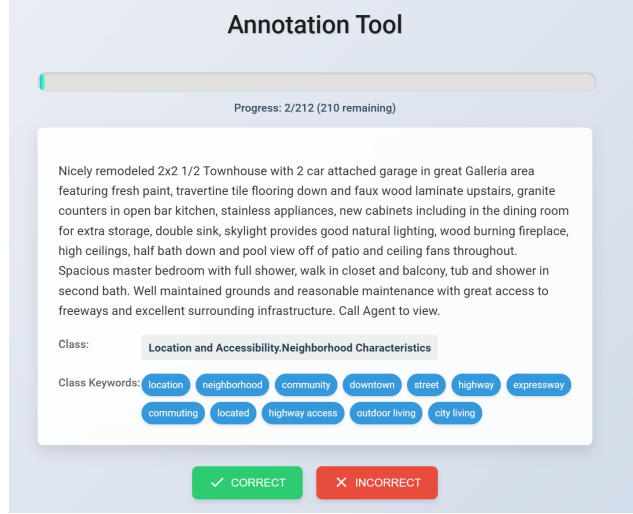 Annotation Tool
Progress: 2/212 (210 remaining)
Nicely remodeled 2x2 1/2 Townhouse with 2 car attached garage in great Galleria area
featuring fresh paint, travertine tile flooring down and faux wood laminate upstairs, granite
counters in open bar kitchen, stainless appliances, new cabinets including in the dining room
for extra storage, double sink, skylight provides good natural lighting, wood burning fireplace,
high ceilings, half bath down and pool view off of patio and ceiling fans throughout.
Spacious master bedroom with full shower, walk in closet and balcony, tub and shower in
second bath. Well maintained grounds and reasonable maintenance with great access to
freeways and excellent surrounding infrastructure. Call Agent to view.
Class: Location and Accessibility.Neighborhood Characteristics
Class Keywords: location neighborhood community downtown street highway expressway
commuting located highway access outdoor living city living
CORRECT INCORRECT